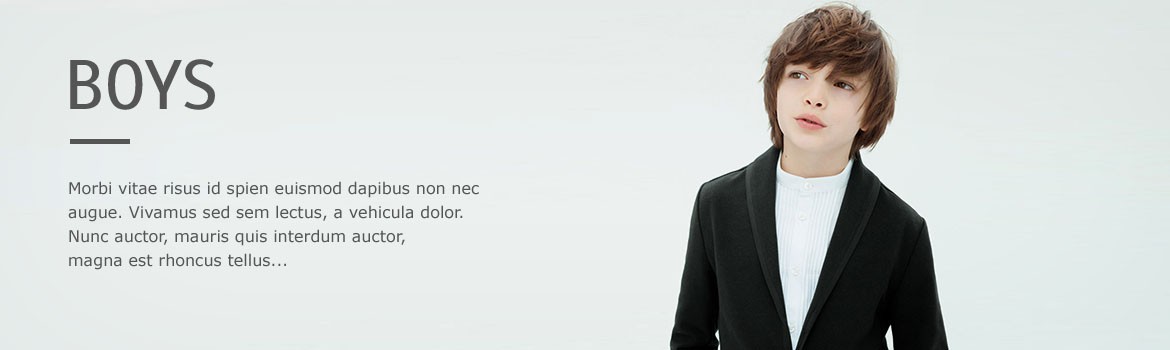 BOYS
Morbi vitae risus id spien euismod dapibus non nec
augue. Vivamus sed sem lectus, a vehicula dolor.
Nunc auctor, mauris quis interdum auctor,
magna est rhoncus tellus...